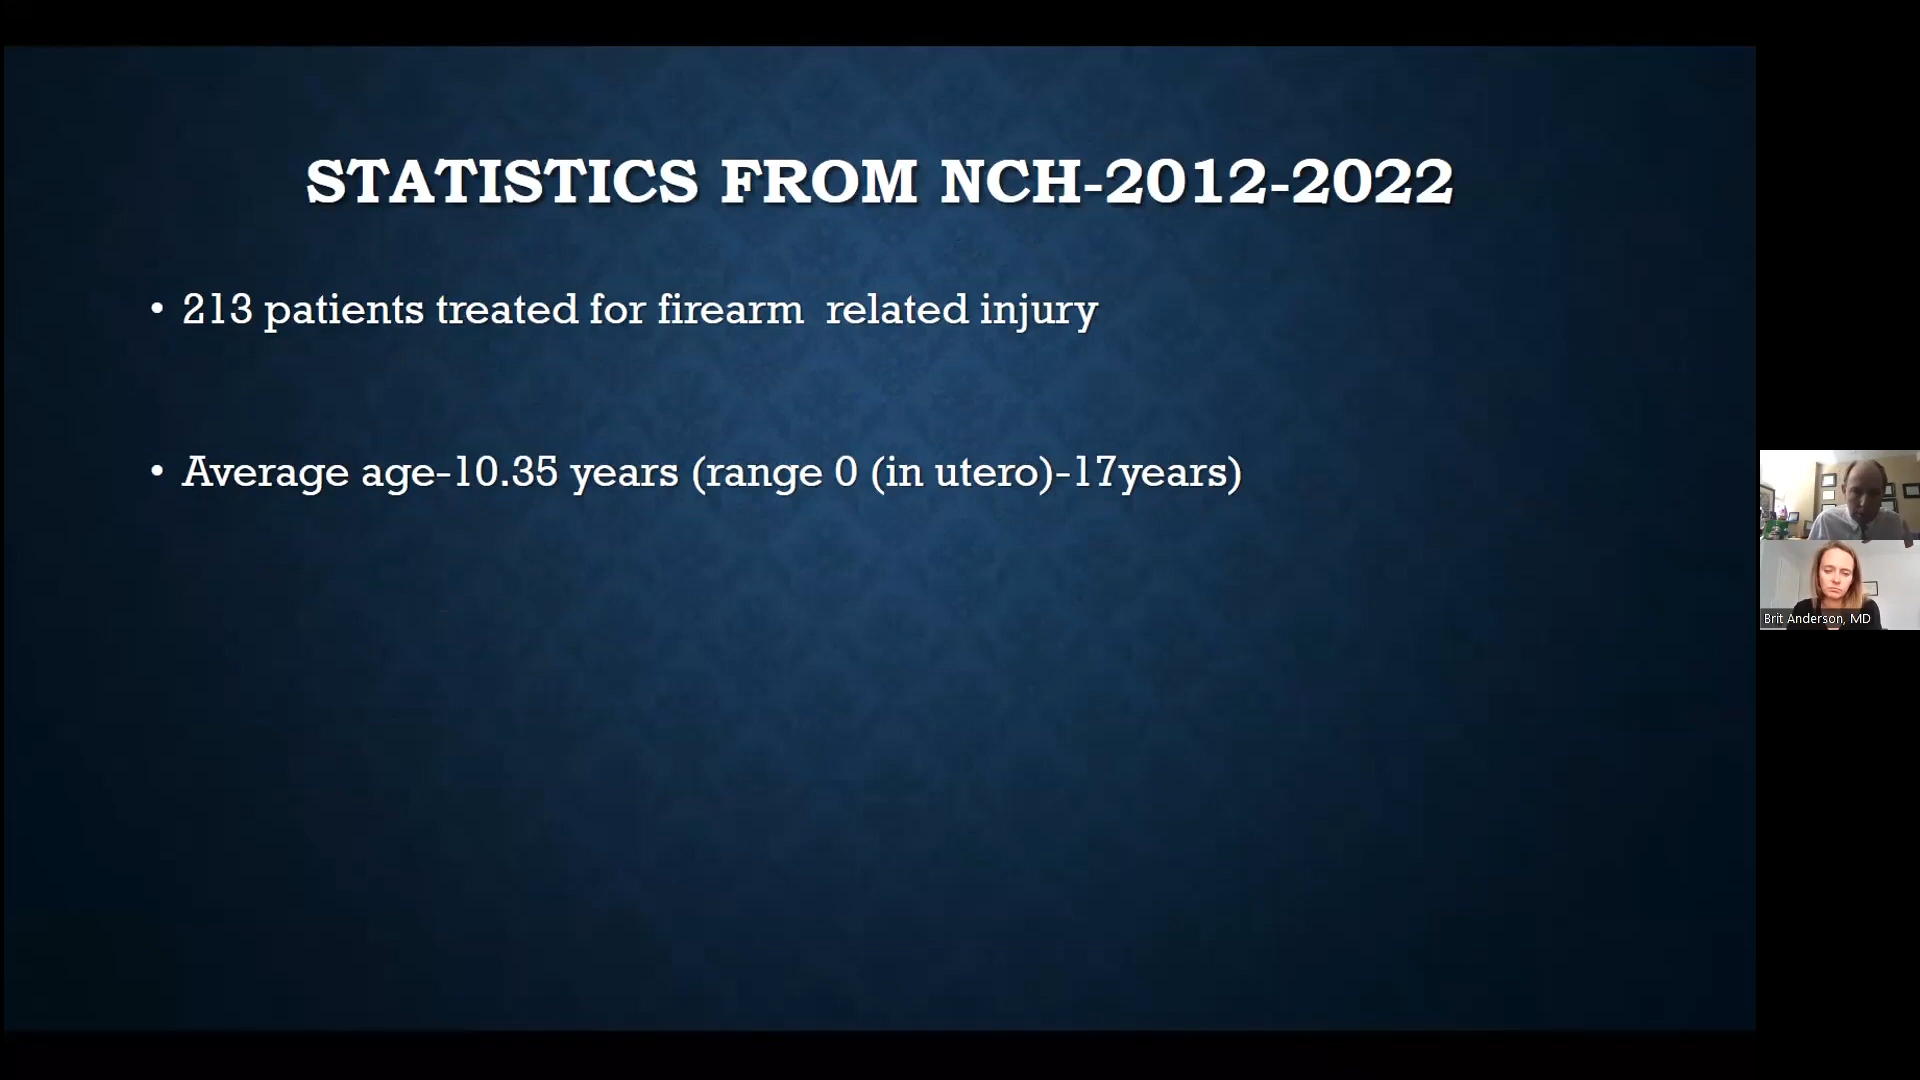 STATISTICS FROM NCH-2012-2022
• 213 patients treated for firearm  related injury
• Average age-10.35 years (range 0 (in utero)-17years)
Brit Anderson, MD